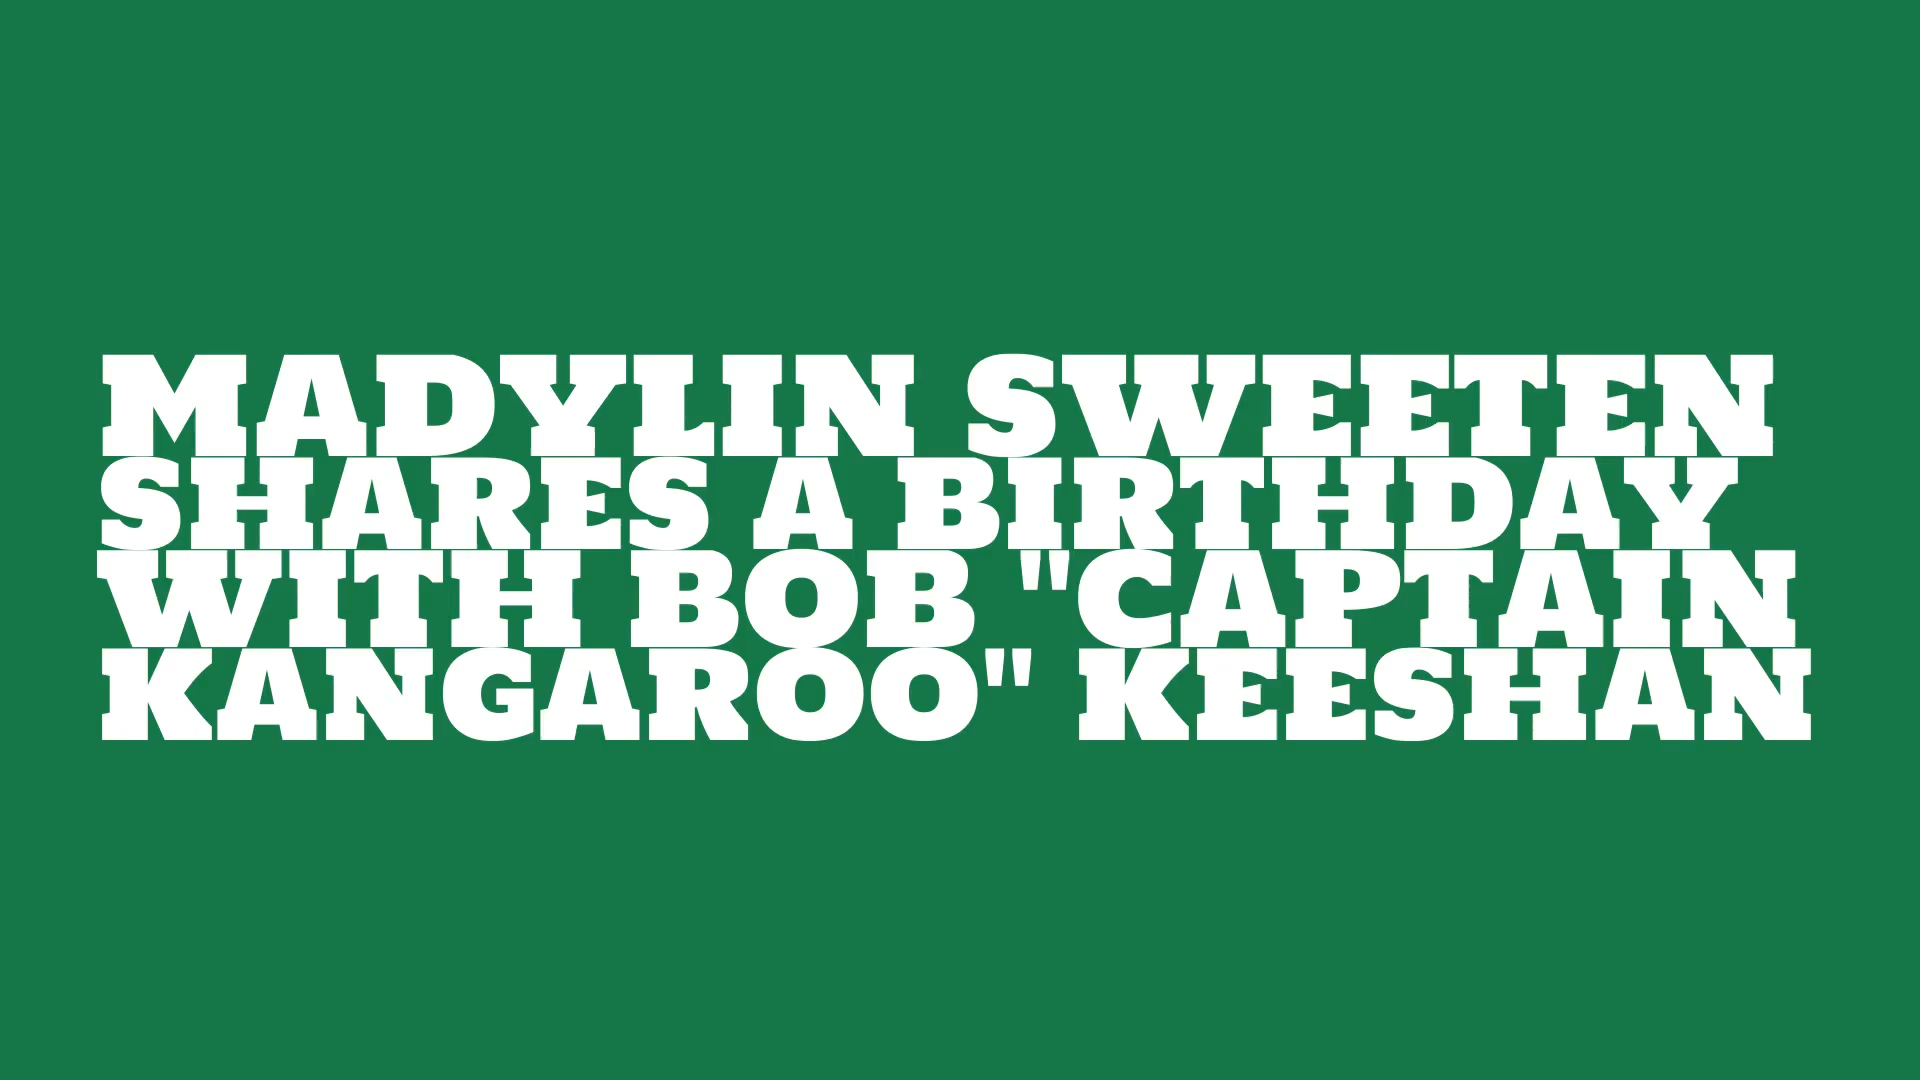 MADYLIN SWEETEN
SHARES A BIRTHDAY
WITH BOB "CAPTAIN
KANGAROO" KEESHAN